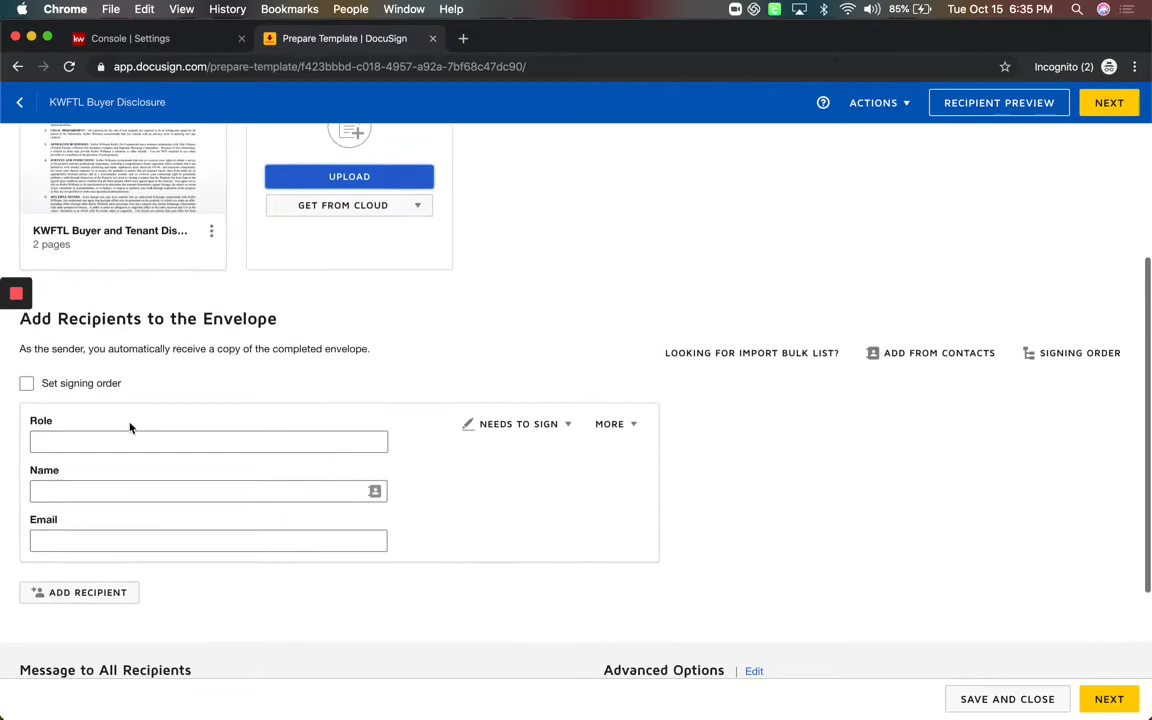 Chrome File Edit View History Bookmarks People Window Help 85% Tue Oct 15 6:35 PM
kw Console | Settings Prepare Template | DocuSign
app.docusign.com/prepare-template/f423bbbd-c018-4957-a92a-7bf68c47dc90/ Incognito (2)
KWFTL Buyer Disclosure ACTIONS RECIPIENT PREVIEW NEXT
UPLOAD
GET FROM CLOUD
KWFTL Buyer and Tenant Dis...
2 pages
Add Recipients to the Envelope
As the sender, you automatically receive a copy of the completed envelope.
LOOKING FOR IMPORT BULK LIST? ADD FROM CONTACTS SIGNING ORDER
Set signing order
Role NEEDS TO SIGN MORE
Name
Email
ADD RECIPIENT
Message to All Recipients Advanced Options | Edit
SAVE AND CLOSE NEXT